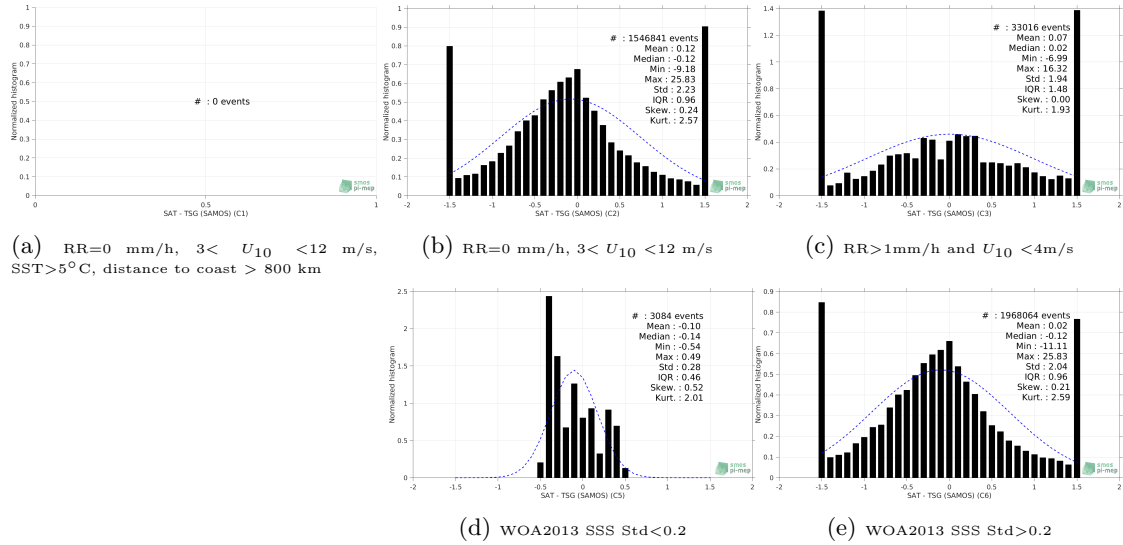 1
0.9
0.8
0.7
0.6
0.5
0.4
0.3
0.2
0.1
0
Normalized histogram
# : 0 events
smos
pi-mep
0 0.5 1
SAT - TSG (SAMOS) (C1)
(a) RR=0 mm/h, 3< U10 <12 m/s,
SST>5°C, distance to coast > 800 km
1
0.9
0.8
0.7
0.6
0.5
0.4
0.3
0.2
0.1
0
Normalized histogram
# : 1546841 events
Mean : 0.12
Median : -0.12
Min : -9.18
Max : 25.83
Std : 2.23
IQR : 0.96
Skew. : 0.24
Kurt. : 2.57
smos
pi-mep
-2 -1.5 -1 -0.5 0 0.5 1 1.5 2
SAT - TSG (SAMOS) (C2)
(b) RR=0 mm/h, 3< U10 <12 m/s
1.4
1.2
1
0.8
0.6
0.4
0.2
0
Normalized histogram
# : 33016 events
Mean : 0.07
Median : 0.02
Min : -6.99
Max : 16.32
Std : 1.94
IQR : 1.48
Skew. : 0.00
Kurt. : 1.93
smos
pi-mep
-2 -1.5 -1 -0.5 0 0.5 1 1.5 2
SAT - TSG (SAMOS) (C3)
(c) RR>1mm/h and U10 <4m/s
2.5
2
1.5
1
0.5
0
Normalized histogram
# : 3084 events
Mean : -0.10
Median : -0.14
Min : -0.54
Max : 0.49
Std : 0.28
IQR : 0.46
Skew. : 0.52
Kurt. : 2.01
smos
pi-mep
-2 -1.5 -1 -0.5 0 0.5 1 1.5 2
SAT - TSG (SAMOS) (C5)
(d) WOA2013 SSS Std<0.2
0.9
0.8
0.7
0.6
0.5
0.4
0.3
0.2
0.1
0
Normalized histogram
# : 1968064 events
Mean : 0.02
Median : -0.12
Min : -11.11
Max : 25.83
Std : 2.04
IQR : 0.96
Skew. : 0.21
Kurt. : 2.59
smos
pi-mep
-2 -1.5 -1 -0.5 0 0.5 1 1.5 2
SAT - TSG (SAMOS) (C6)
(e) WOA2013 SSS Std>0.2